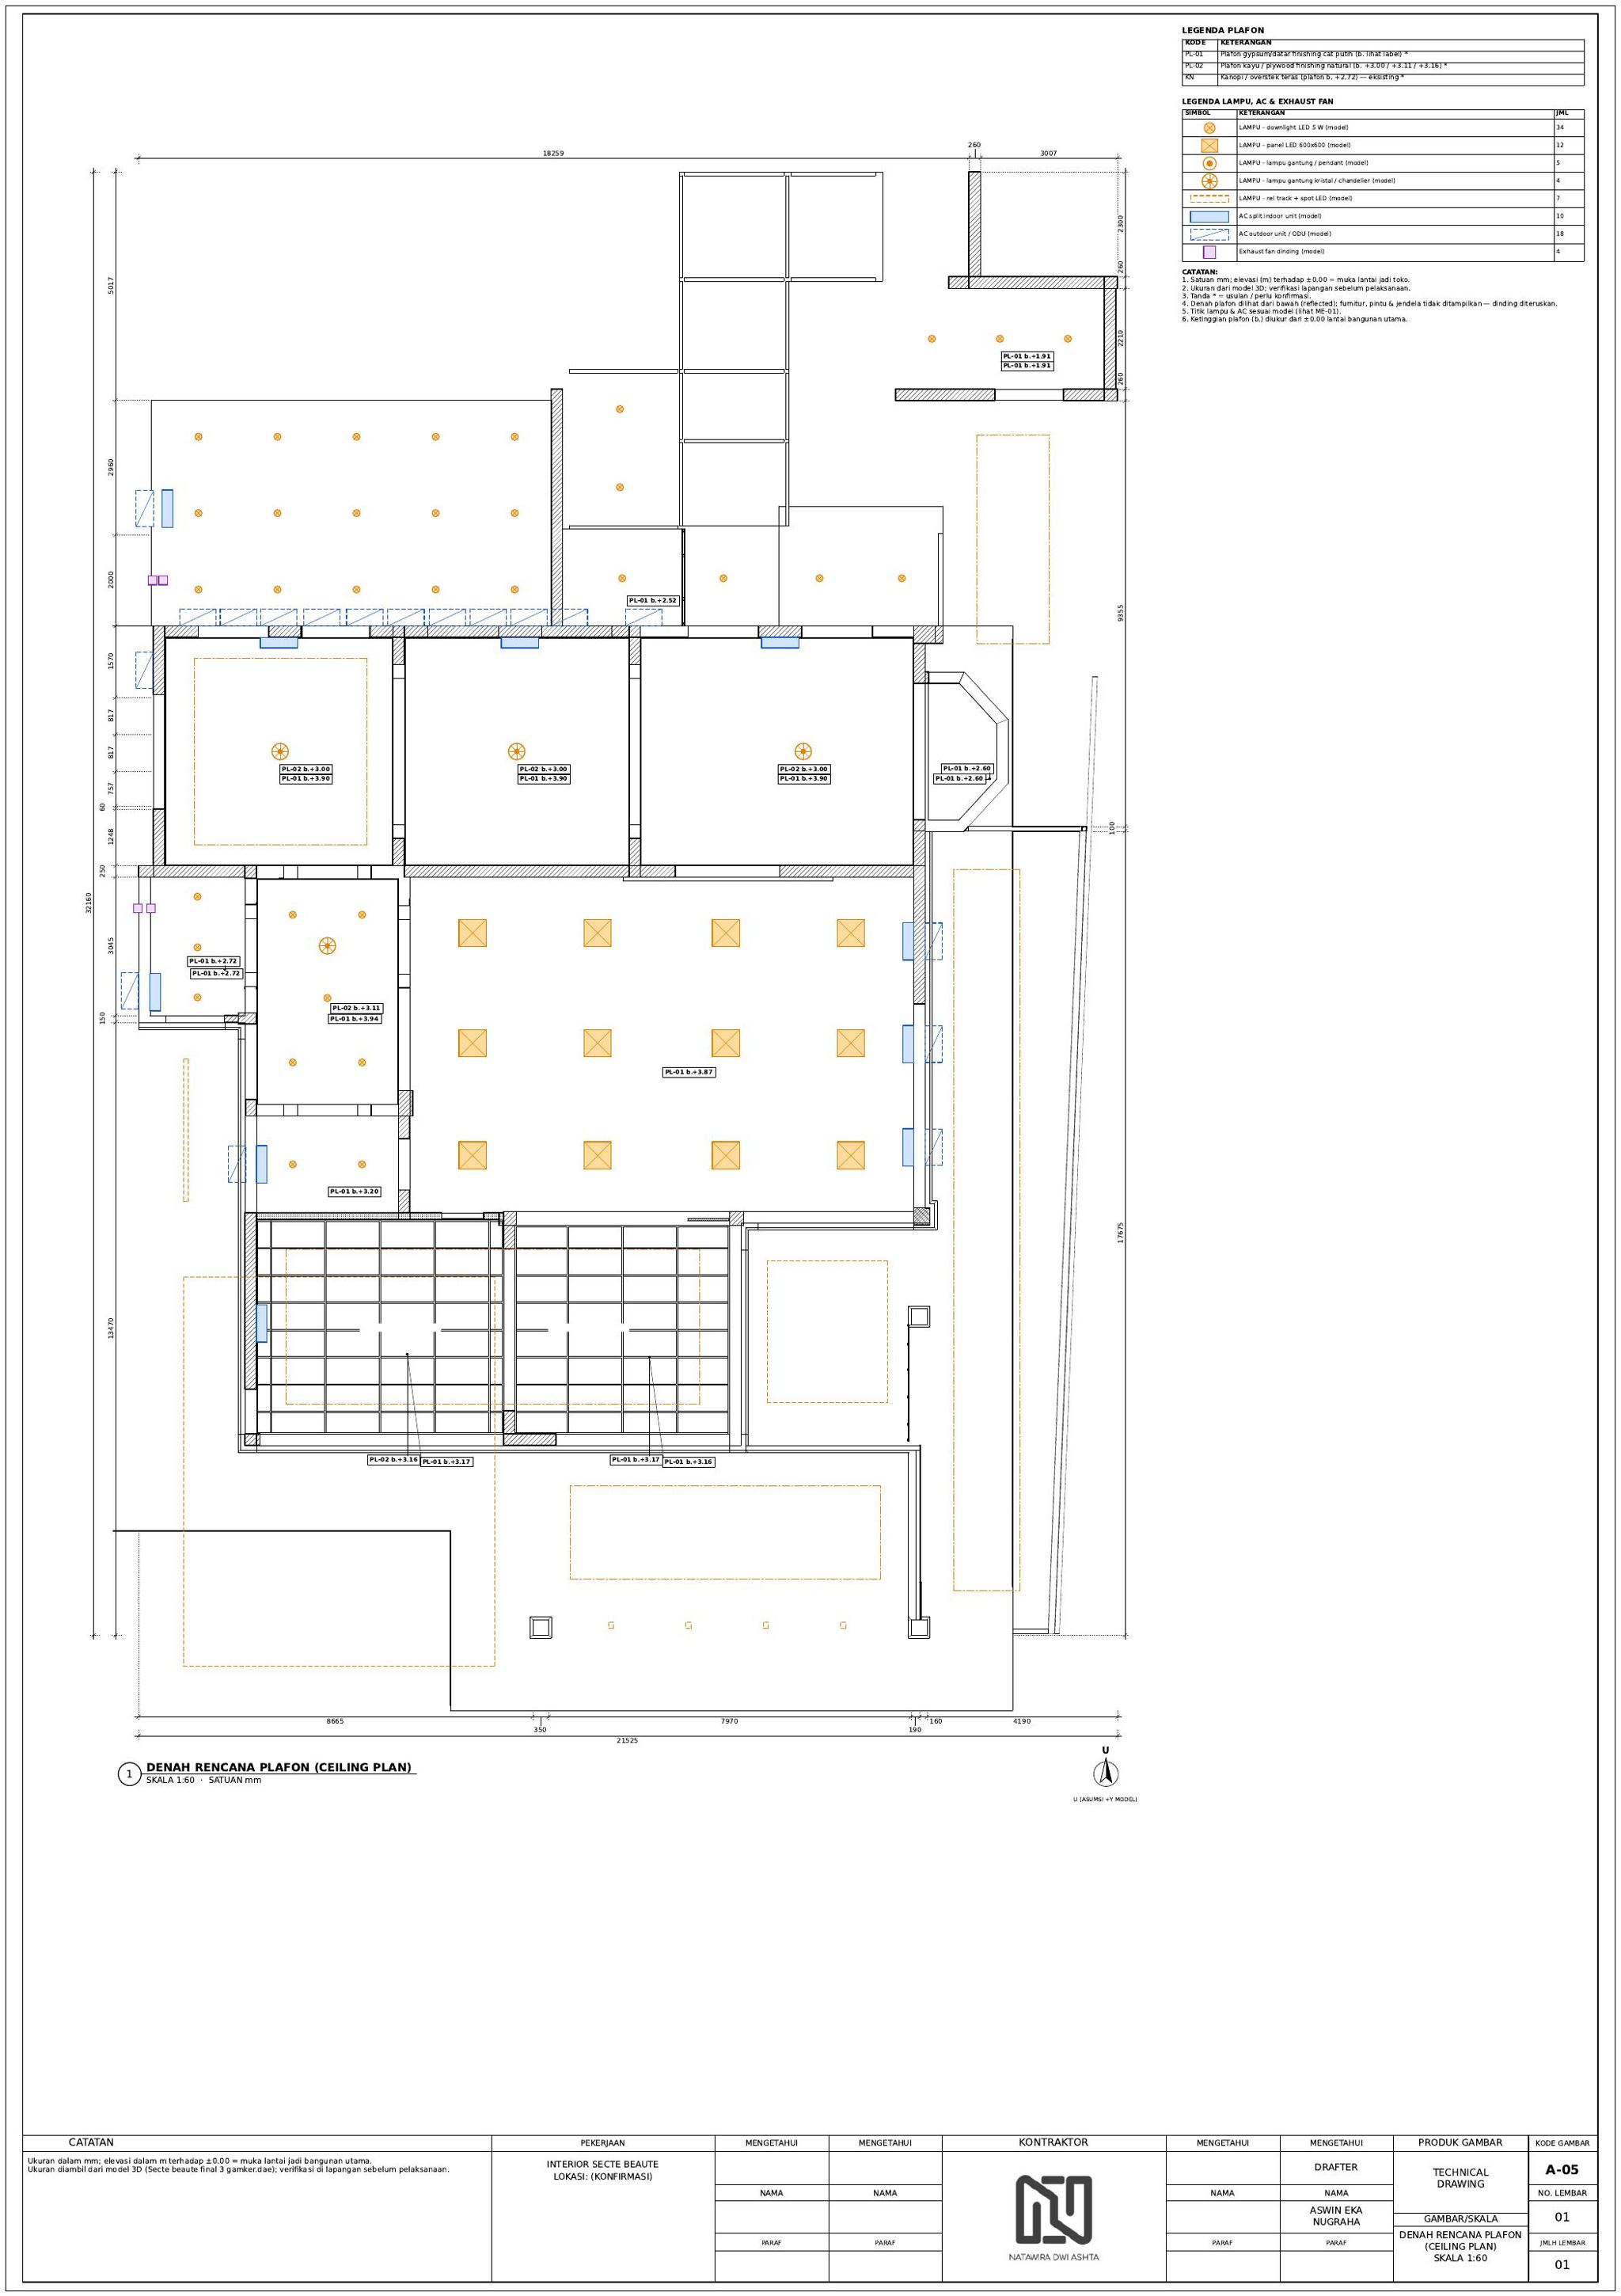 LEGENDA PLAFON
KODE KETERANGAN
PL-01 Plafon gypsum/datar finishing cat putih (b. lihat label) *
PL-02 Plafon kayu / plywood finishing natural (b. +3.00 / +3.11 / +3.16) *
KN Kanopi / overstek teras (plafon b. +2.72) — eksisting *
LEGENDA LAMPU, AC & EXHAUST FAN
SIMBOL KETERANGAN JML
LAMPU - downlight LED 5 W (model) 34
LAMPU - panel LED 600x600 (model) 12
LAMPU - lampu gantung / pendant (model) 5
LAMPU - lampu gantung kristal / chandelier (model) 4
LAMPU - rel track + spot LED (model) 7
AC split indoor unit (model) 10
AC outdoor unit / ODU (model) 18
Exhaust fan dinding (model) 4
CATATAN:
1. Satuan mm; elevasi (m) terhadap ±0.00 = muka lantai jadi toko.
2. Ukuran dari model 3D; verifikasi lapangan sebelum pelaksanaan.
3. Tanda * = usulan / perlu konfirmasi.
4. Denah plafon dilihat dari bawah (reflected); furnitur, pintu & jendela tidak ditampilkan — dinding diteruskan.
5. Titik lampu & AC sesuai model (lihat ME-01).
6. Ketinggian plafon (b.) diukur dari ±0.00 lantai bangunan utama.
18259
260
3007
5017
2300
260
2210
260
PL-01 b.+1.91
PL-01 b.+1.91
2960
2000
PL-01 b.+2.52
9355
1570
817
817
757
60
1248
250
PL-02 b.+3.00
PL-01 b.+3.90
PL-02 b.+3.00
PL-01 b.+3.90
PL-02 b.+3.00
PL-01 b.+3.90
PL-01 b.+2.60
PL-01 b.+2.60
100
32160
3045
150
PL-01 b.+2.72
PL-01 b.+2.72
PL-02 b.+3.11
PL-01 b.+3.94
PL-01 b.+3.87
PL-01 b.+3.20
17675
13470
PL-02 b.+3.16
PL-01 b.+3.17
PL-01 b.+3.17
PL-01 b.+3.16
8665
350
7970
190
160
4190
21525
1
DENAH RENCANA PLAFON (CEILING PLAN)
SKALA 1:60 · SATUAN mm
U
U (ASUMSI +Y MODEL)
CATATAN
Ukuran dalam mm; elevasi dalam m terhadap ±0.00 = muka lantai jadi bangunan utama.
Ukuran diambil dari model 3D (Secte beaute final 3 gamker.dae); verifikasi di lapangan sebelum pelaksanaan.
PEKERJAAN
INTERIOR SECTE BEAUTE
LOKASI: (KONFIRMASI)
MENGETAHUI
NAMA
PARAF
MENGETAHUI
NAMA
PARAF
KONTRAKTOR
NATAWIRA DWI ASHTA
MENGETAHUI
NAMA
PARAF
MENGETAHUI
DRAFTER
NAMA
ASWIN EKA
NUGRAHA
PARAF
PRODUK GAMBAR
TECHNICAL
DRAWING
GAMBAR/SKALA
DENAH RENCANA PLAFON
(CEILING PLAN)
SKALA 1:60
KODE GAMBAR
A-05
NO. LEMBAR
01
JMLH LEMBAR
01